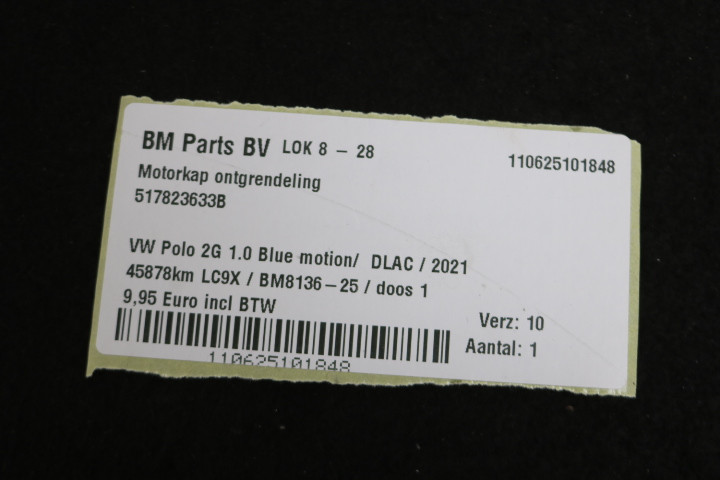 BM Parts BV LOK 8 – 28 110625101848
Motorkap ontgrendeling
517823633B
VW Polo 2G 1.0 Blue motion/ DLAC / 2021
45878km LC9X / BM8136–25 / doos 1
9,95 Euro incl BTW
Verz: 10
Aantal: 1
110625101848